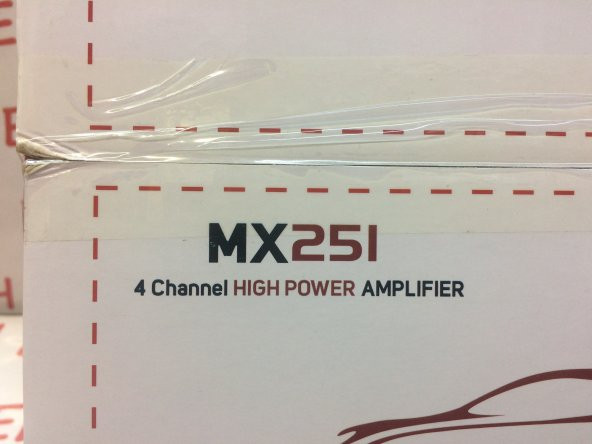 MX251
4 Channel HIGH POWER AMPLIFIER